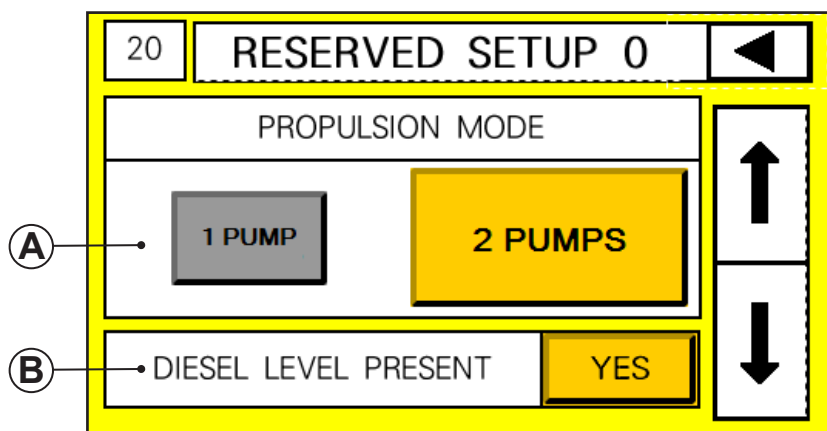 20 RESERVED SETUP 0
PROPULSION MODE
A 1 PUMP 2 PUMPS
B DIESEL LEVEL PRESENT YES